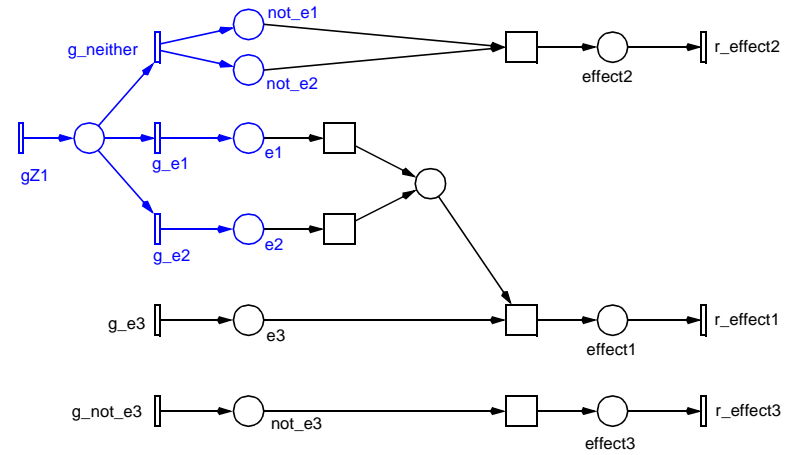 not_e1
g_neither
r_effect2
effect2
not_e2
g_e1
e1
gZ1
g_e2
e2
g_e3
e3
r_effect1
effect1
g_not_e3
not_e3
r_effect3
effect3